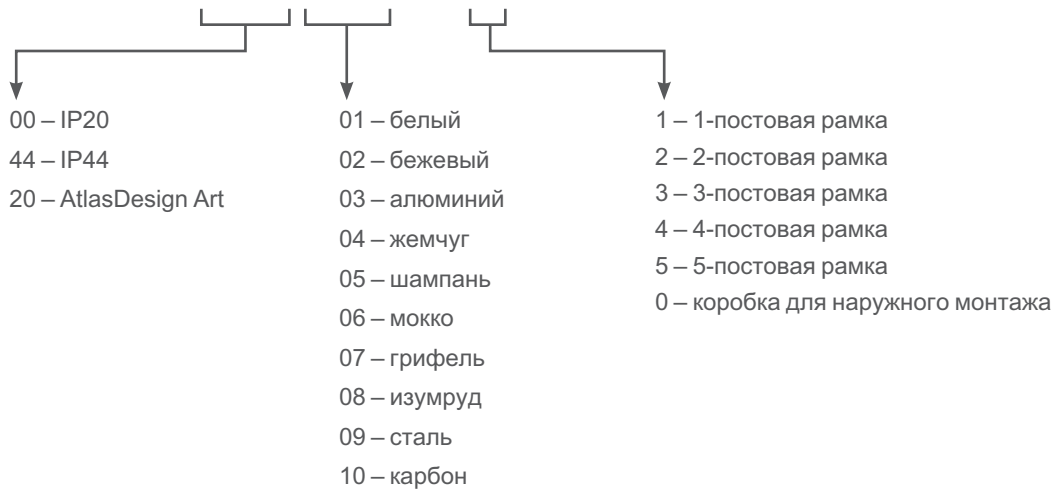 00 – IP20
44 – IP44
20 – AtlasDesign Art
01 – белый
02 – бежевый
03 – алюминий
04 – жемчуг
05 – шампань
06 – мокко
07 – грифель
08 – изумруд
09 – сталь
10 – карбон
1 – 1-постовая рамка
2 – 2-постовая рамка
3 – 3-постовая рамка
4 – 4-постовая рамка
5 – 5-постовая рамка
0 – коробка для наружного монтажа